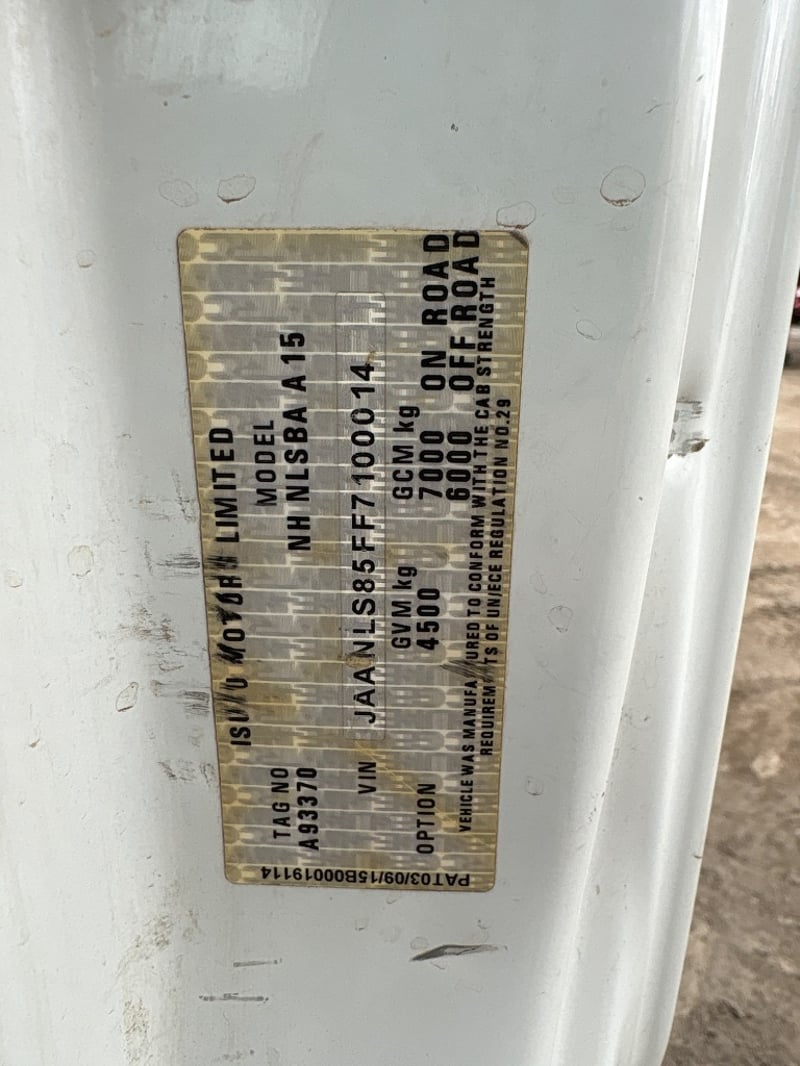 ISUZU MOTORS LIMITED
TAG NO
A93370
MODEL
NH NLSBA A15
VIN
JAANLS85FF7100014
GVM kg
4500
GCM kg
7000 ON ROAD
6000 OFF ROAD
OPTION
VEHICLE WAS MANUFA URED TO CONFORM WITH THE CAB STRENGTH
REQUIREMENTS OF UN/ECE REGULATION NO.29
PAT03/09/15B00019114